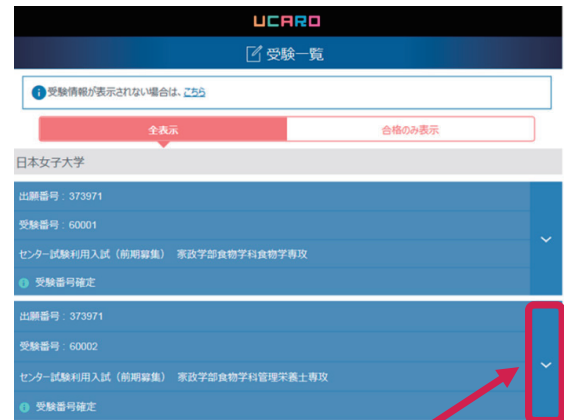 UCARO
受験一覧
受験情報が表示されない場合は、こちら
全表示 合格のみ表示
日本女子大学
出願番号：373971
受験番号：60001
センター試験利用入試（前期募集） 家政学部食物学科食物学専攻
受験番号確定
出願番号：373971
受験番号：60002
センター試験利用入試（前期募集） 家政学部食物学科管理栄養士専攻
受験番号確定